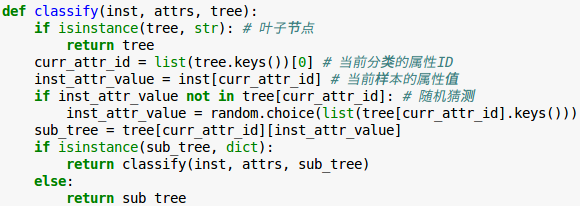 def classify(inst, attrs, tree):
    if isinstance(tree, str): # 叶子节点
        return tree
    curr_attr_id = list(tree.keys())[0] # 当前分类的属性ID
    inst_attr_value = inst[curr_attr_id] # 当前样本的属性值
    if inst_attr_value not in tree[curr_attr_id]: # 随机猜测
        inst_attr_value = random.choice(list(tree[curr_attr_id].keys()))
    sub_tree = tree[curr_attr_id][inst_attr_value]
    if isinstance(sub_tree, dict):
        return classify(inst, attrs, sub_tree)
    else:
        return sub_tree